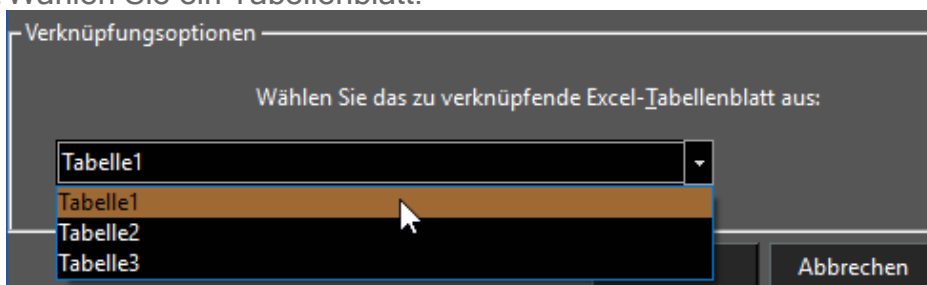 Wählen Sie ein Tabellenblatt.
Verknüpfungsoptionen
Wählen Sie das zu verknüpfende Excel-Tabellenblatt aus:
Tabelle1
Tabelle1
Tabelle2
Tabelle3
Abbrechen